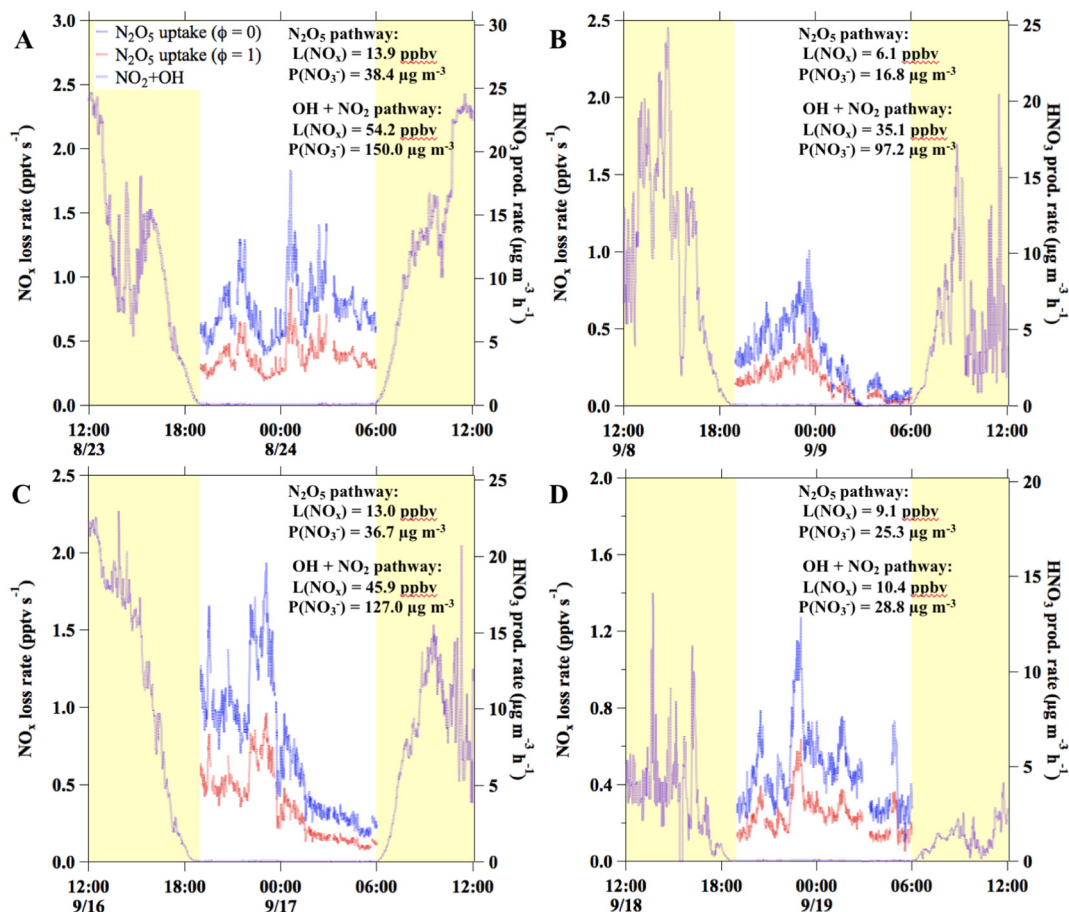 A
3.0
2.5
2.0
1.5
1.0
0.5
0.0
NOx loss rate (pptv s-1)
N2O5 uptake (ϕ = 0)
N2O5 uptake (ϕ = 1)
NO2+OH
N2O5 pathway:
L(NOx) = 13.9 ppbv
P(NO3-) = 38.4 µg m-3
OH + NO2 pathway:
L(NOx) = 54.2 ppbv
P(NO3-) = 150.0 µg m-3
30
25
20
15
10
5
0
HNO3 prod. rate (µg m-3 h-1)
12:00 18:00 00:00 06:00 12:00
8/23 8/24
B
2.5
2.0
1.5
1.0
0.5
0.0
NOx loss rate (pptv s-1)
N2O5 pathway:
L(NOx) = 6.1 ppbv
P(NO3-) = 16.8 µg m-3
OH + NO2 pathway:
L(NOx) = 35.1 ppbv
P(NO3-) = 97.2 µg m-3
25
20
15
10
5
0
HNO3 prod. rate (µg m-3 h-1)
12:00 18:00 00:00 06:00 12:00
9/8 9/9
C
2.5
2.0
1.5
1.0
0.5
0.0
NOx loss rate (pptv s-1)
N2O5 pathway:
L(NOx) = 13.0 ppbv
P(NO3-) = 36.7 µg m-3
OH + NO2 pathway:
L(NOx) = 45.9 ppbv
P(NO3-) = 127.0 µg m-3
25
20
15
10
5
0
HNO3 prod. rate (µg m-3 h-1)
12:00 18:00 00:00 06:00 12:00
9/16 9/17
D
2.0
1.6
1.2
0.8
0.4
0.0
NOx loss rate (pptv s-1)
N2O5 pathway:
L(NOx) = 9.1 ppbv
P(NO3-) = 25.3 µg m-3
OH + NO2 pathway:
L(NOx) = 10.4 ppbv
P(NO3-) = 28.8 µg m-3
20
15
10
5
0
HNO3 prod. rate (µg m-3 h-1)
12:00 18:00 00:00 06:00 12:00
9/18 9/19